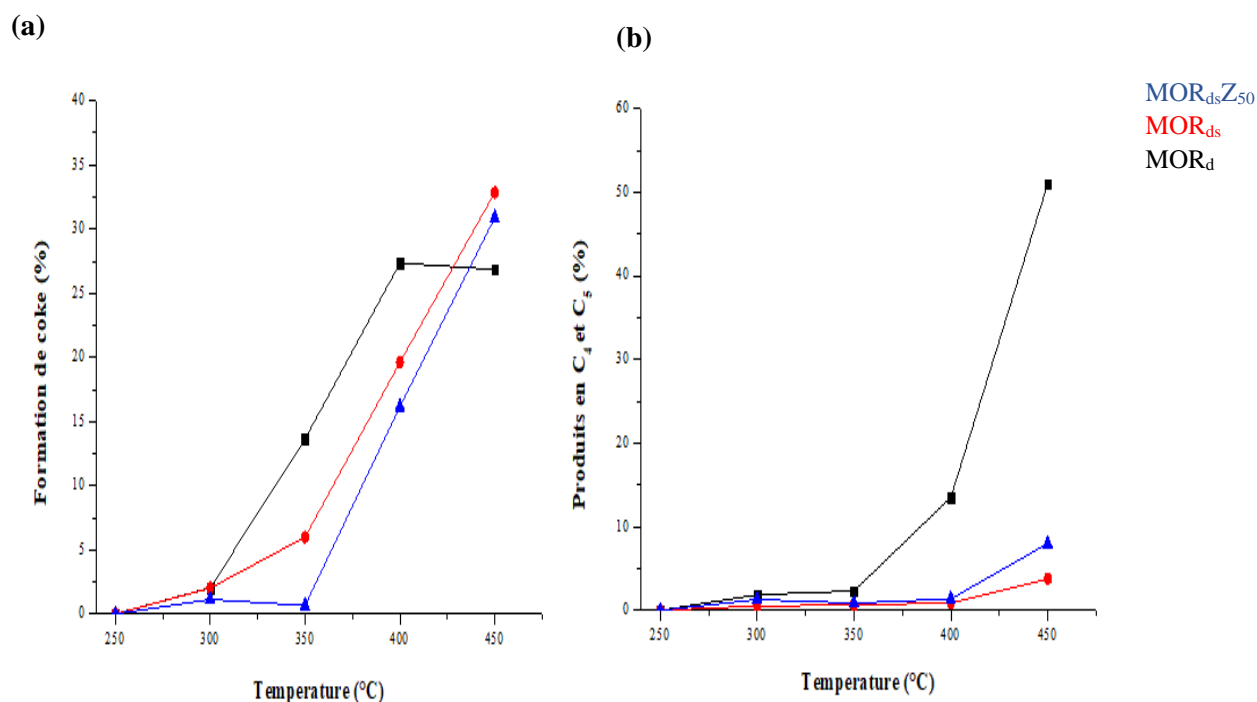 (a)
(b)
MOR_dsZ_50
MOR_ds
MOR_d
Formation de coke (%)
40
35
30
25
20
15
10
5
0
250 300 350 400 450
Temperature (°C)
Produits en C_4 et C_5 (%)
60
50
40
30
20
10
0
250 300 350 400 450
Temperature (°C)